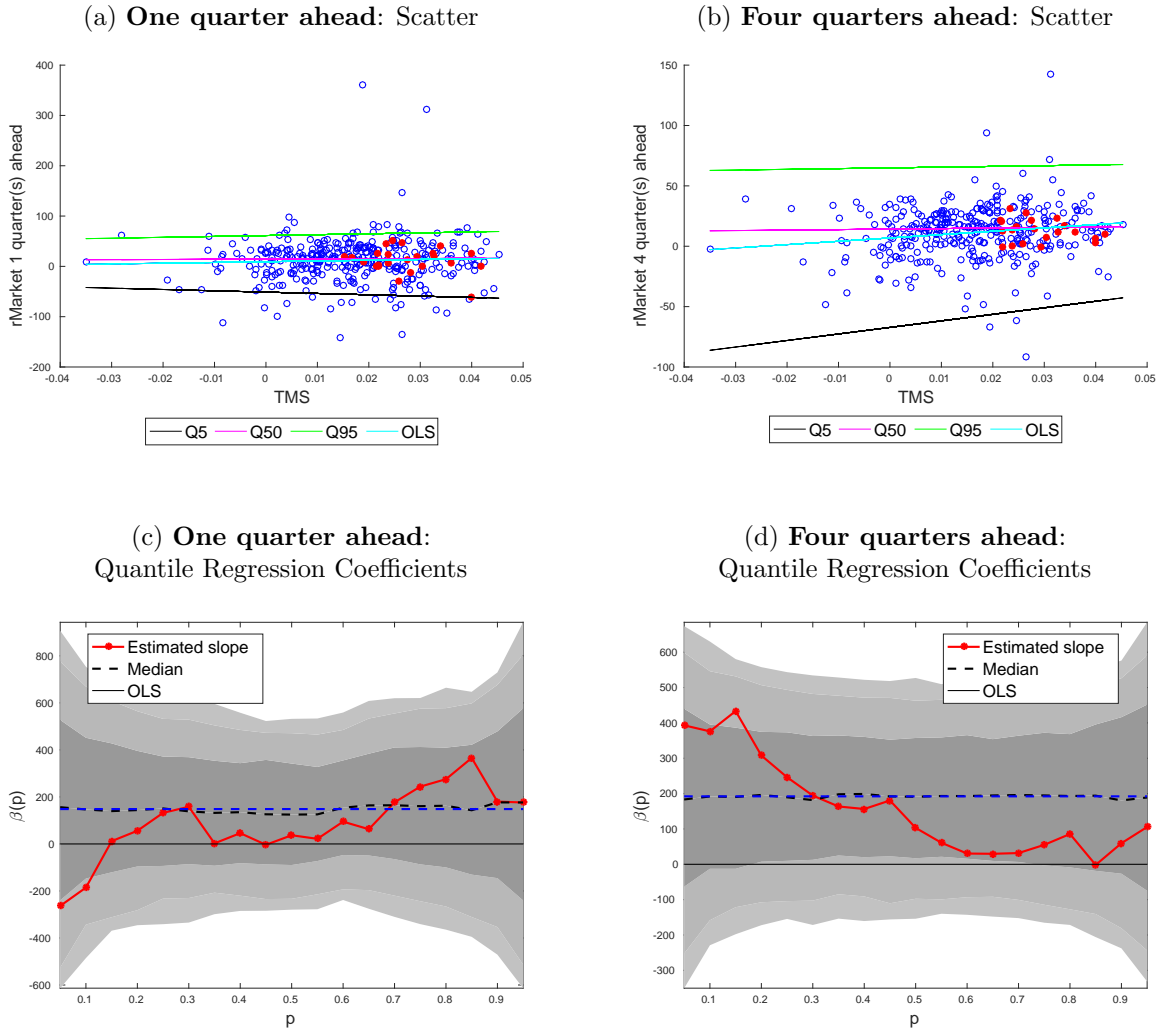 (a) One quarter ahead: Scatter
400
300
200
100
0
-100
-200
rMarket 1 quarter(s) ahead
-0.04 -0.03 -0.02 -0.01 0 0.01 0.02 0.03 0.04 0.05
TMS
Q5 Q50 Q95 OLS
(b) Four quarters ahead: Scatter
150
100
50
0
-50
-100
rMarket 4 quarter(s) ahead
-0.04 -0.03 -0.02 -0.01 0 0.01 0.02 0.03 0.04 0.05
TMS
Q5 Q50 Q95 OLS
(c) One quarter ahead:
Quantile Regression Coefficients
Estimated slope
Median
OLS
800
600
400
200
0
-200
-400
-600
β(p)
0.1 0.2 0.3 0.4 0.5 0.6 0.7 0.8 0.9
p
(d) Four quarters ahead:
Quantile Regression Coefficients
Estimated slope
Median
OLS
600
500
400
300
200
100
0
-100
-200
-300
β(p)
0.1 0.2 0.3 0.4 0.5 0.6 0.7 0.8 0.9
p